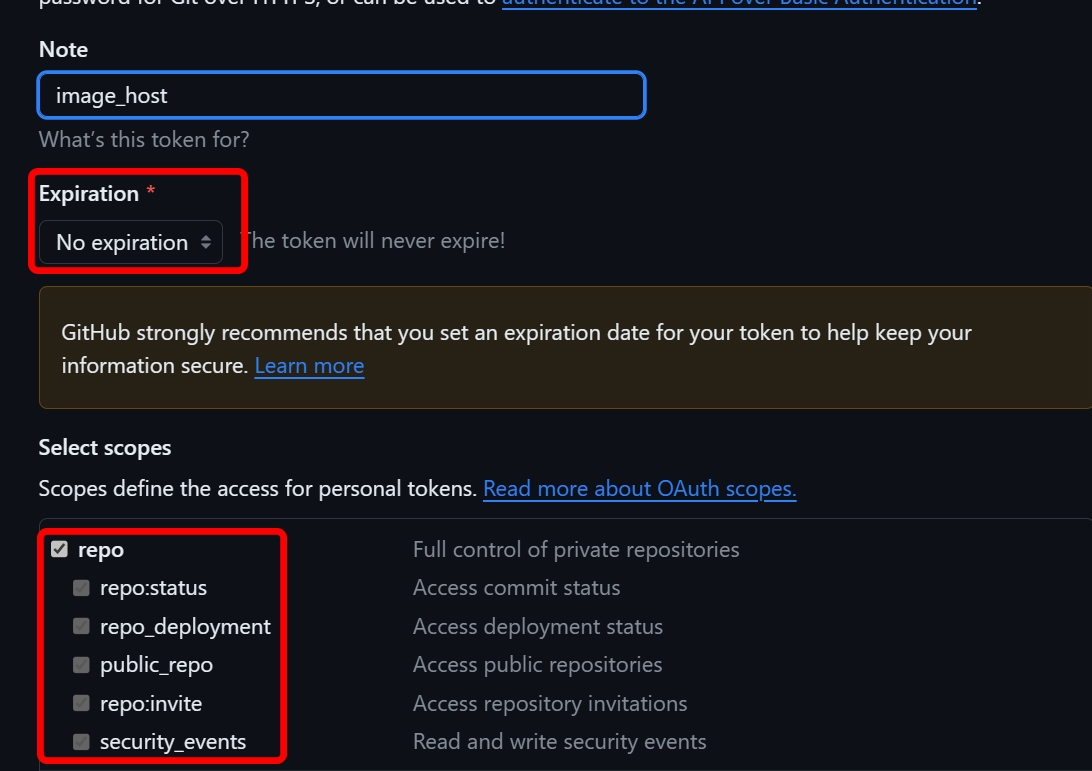 password for Git over HTTPS, or can be used to authenticate to the API over Basic Authentication.
Note
image_host
What's this token for?
Expiration *
No expiration
The token will never expire!
GitHub strongly recommends that you set an expiration date for your token to help keep your
information secure. Learn more
Select scopes
Scopes define the access for personal tokens. Read more about OAuth scopes.
repo Full control of private repositories
repo:status Access commit status
repo_deployment Access deployment status
public_repo Access public repositories
repo:invite Access repository invitations
security_events Read and write security events